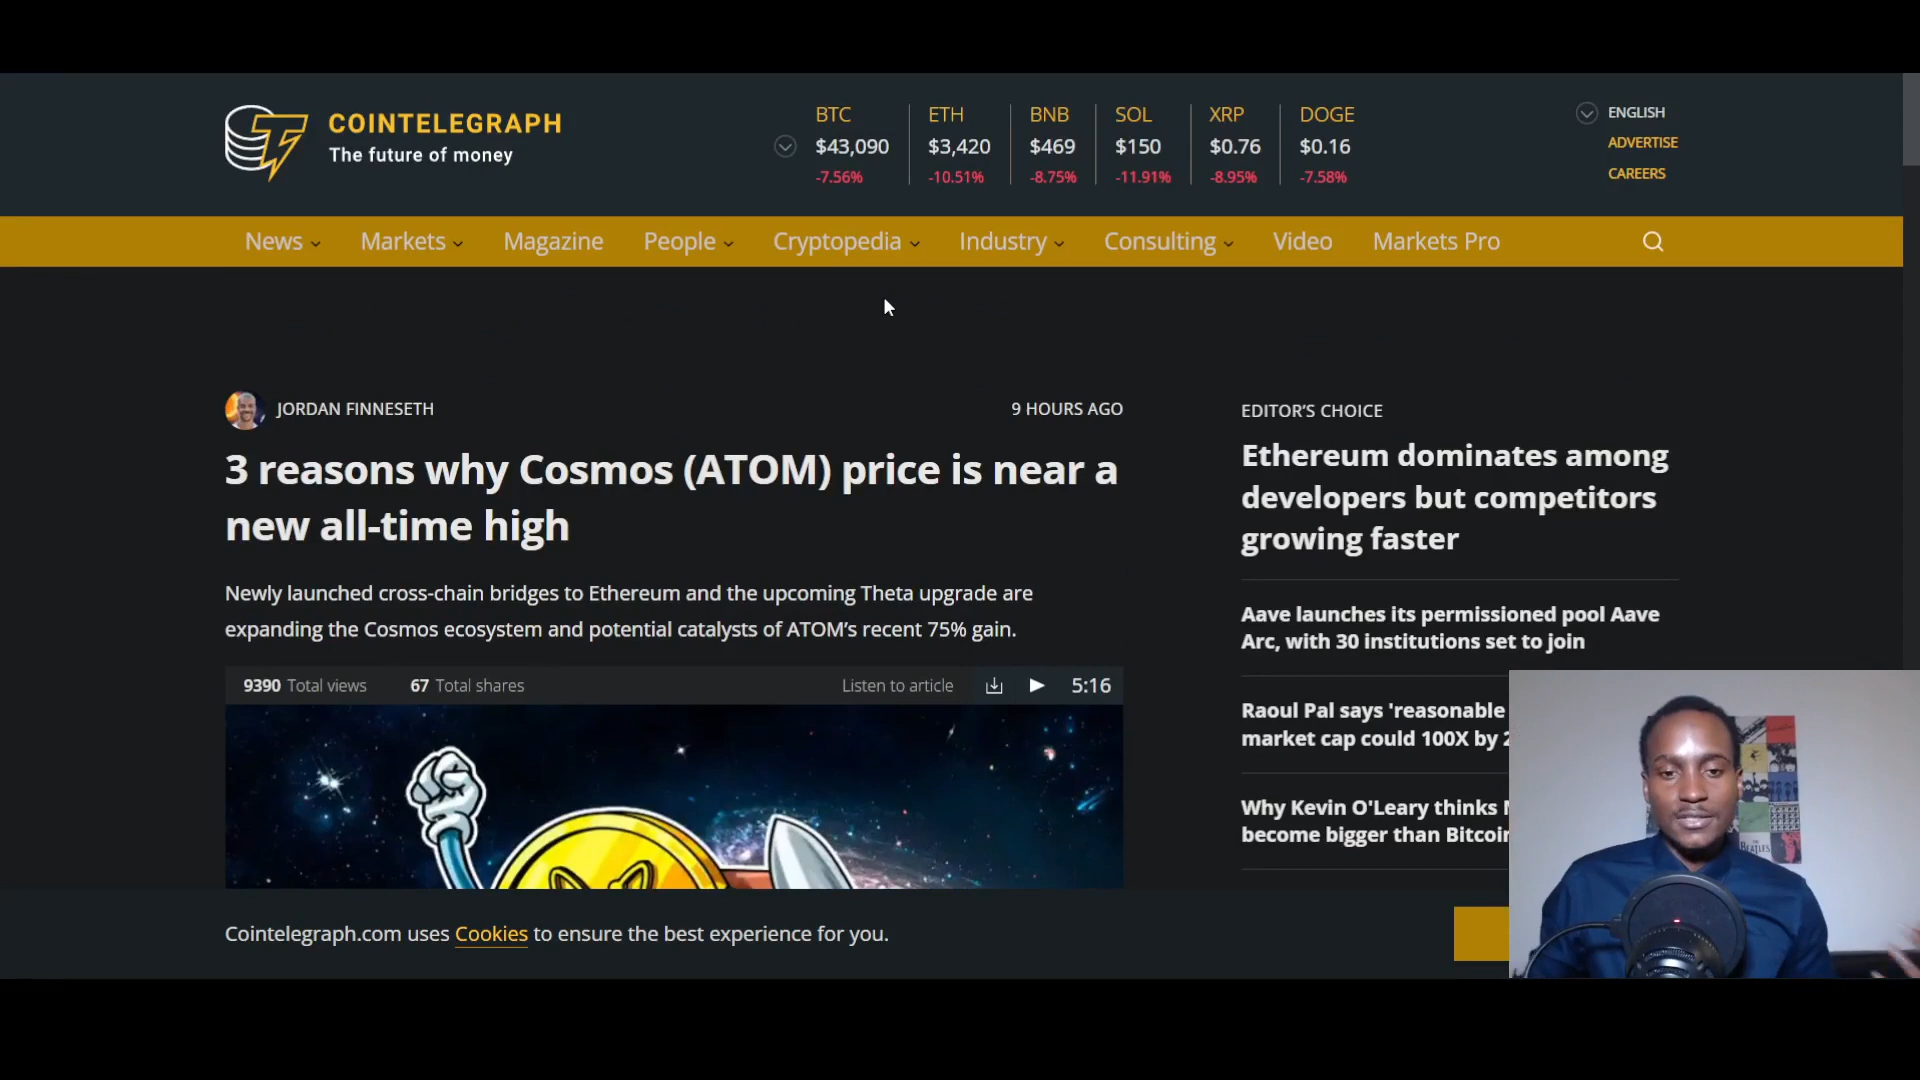 COINTELEGRAPH
The future of money
BTC
$43,090
-7.56%
ETH
$3,420
-10.51%
BNB
$469
-8.75%
SOL
$150
-11.91%
XRP
$0.76
-8.95%
DOGE
$0.16
-7.58%
ENGLISH
ADVERTISE
CAREERS
News Markets Magazine People Cryptopedia Industry Consulting Video Markets Pro
JORDAN FINNESETH
9 HOURS AGO
3 reasons why Cosmos (ATOM) price is near a
new all-time high
Newly launched cross-chain bridges to Ethereum and the upcoming Theta upgrade are
expanding the Cosmos ecosystem and potential catalysts of ATOM’s recent 75% gain.
9390 Total views 67 Total shares Listen to article 5:16
EDITOR’S CHOICE
Ethereum dominates among
developers but competitors
growing faster
Aave launches its permissioned pool Aave
Arc, with 30 institutions set to join
Raoul Pal says 'reasonable
market cap could 100X by
Why Kevin O'Leary thinks
become bigger than Bitcoin
THE
BEATLES
Cointelegraph.com uses Cookies to ensure the best experience for you.